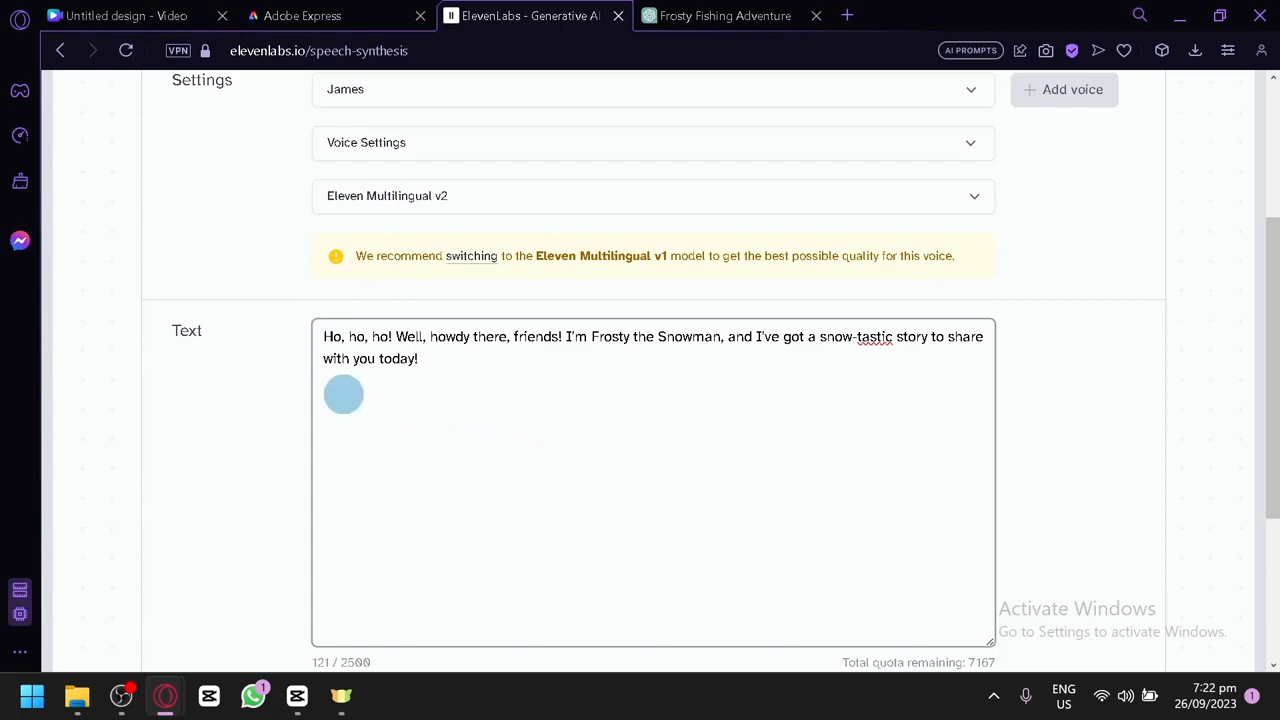 Untitled design - Video
Adobe Express
ElevenLabs - Generative AI
Frosty Fishing Adventure
VPN
elevenlabs.io/speech-synthesis
AI PROMPTS
Settings
James
Add voice
Voice Settings
Eleven Multilingual v2
We recommend switching to the Eleven Multilingual v1 model to get the best possible quality for this voice.
Text
Ho, ho, ho! Well, howdy there, friends! I'm Frosty the Snowman, and I've got a snow-tastic story to share
with you today!
Activate Windows
Go to Settings to activate Windows.
121 / 2500
Total quota remaining: 7167
1
ENG
US
7:22 pm
26/09/2023
1